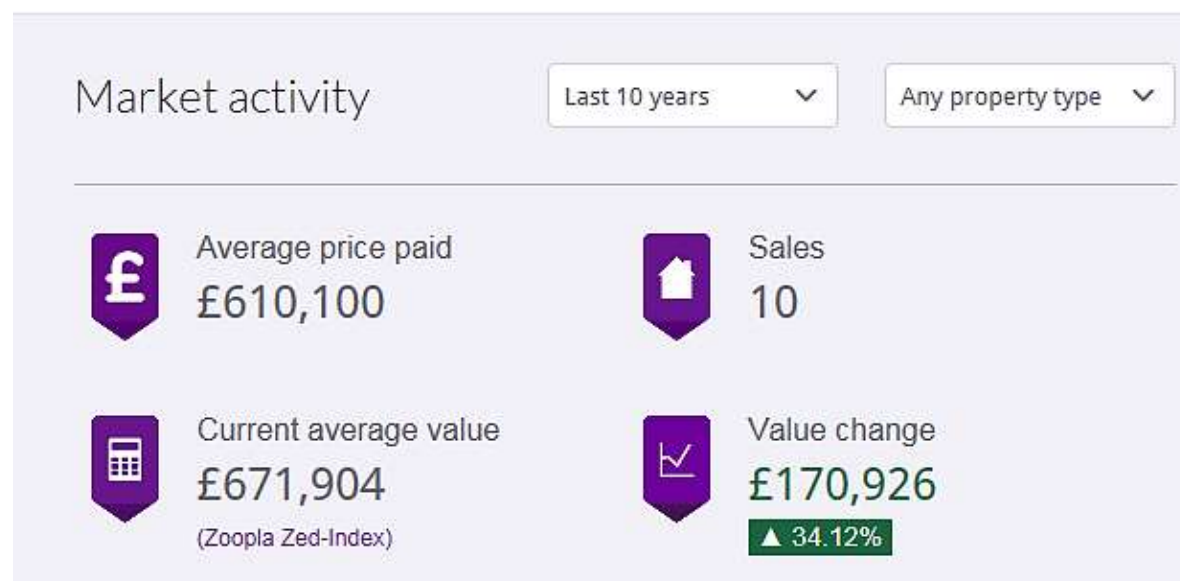 Market activity
Last 10 years
Any property type
£
Average price paid
£610,100
Sales
10
Current average value
£671,904
(Zoopla Zed-Index)
Value change
£170,926
▲ 34.12%